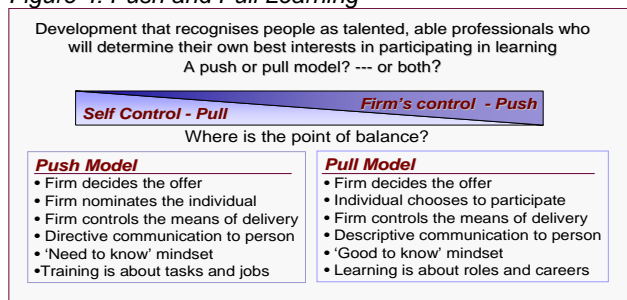 Figure 4: Push and Pull Learning
Development that recognises people as talented, able professionals who
will determine their own best interests in participating in learning
A push or pull model? --- or both?
Firm's control - Push
Self Control - Pull
Where is the point of balance?
Push Model
• Firm decides the offer
• Firm nominates the individual
• Firm controls the means of delivery
• Directive communication to person
• 'Need to know' mindset
•Training is about tasks and jobs
Pull Model
• Firm decides the offer
• Individual chooses to participate
• Firm controls the means of delivery
• Descriptive communication to person
• 'Good to know' mindset
• Learning is about roles and careers